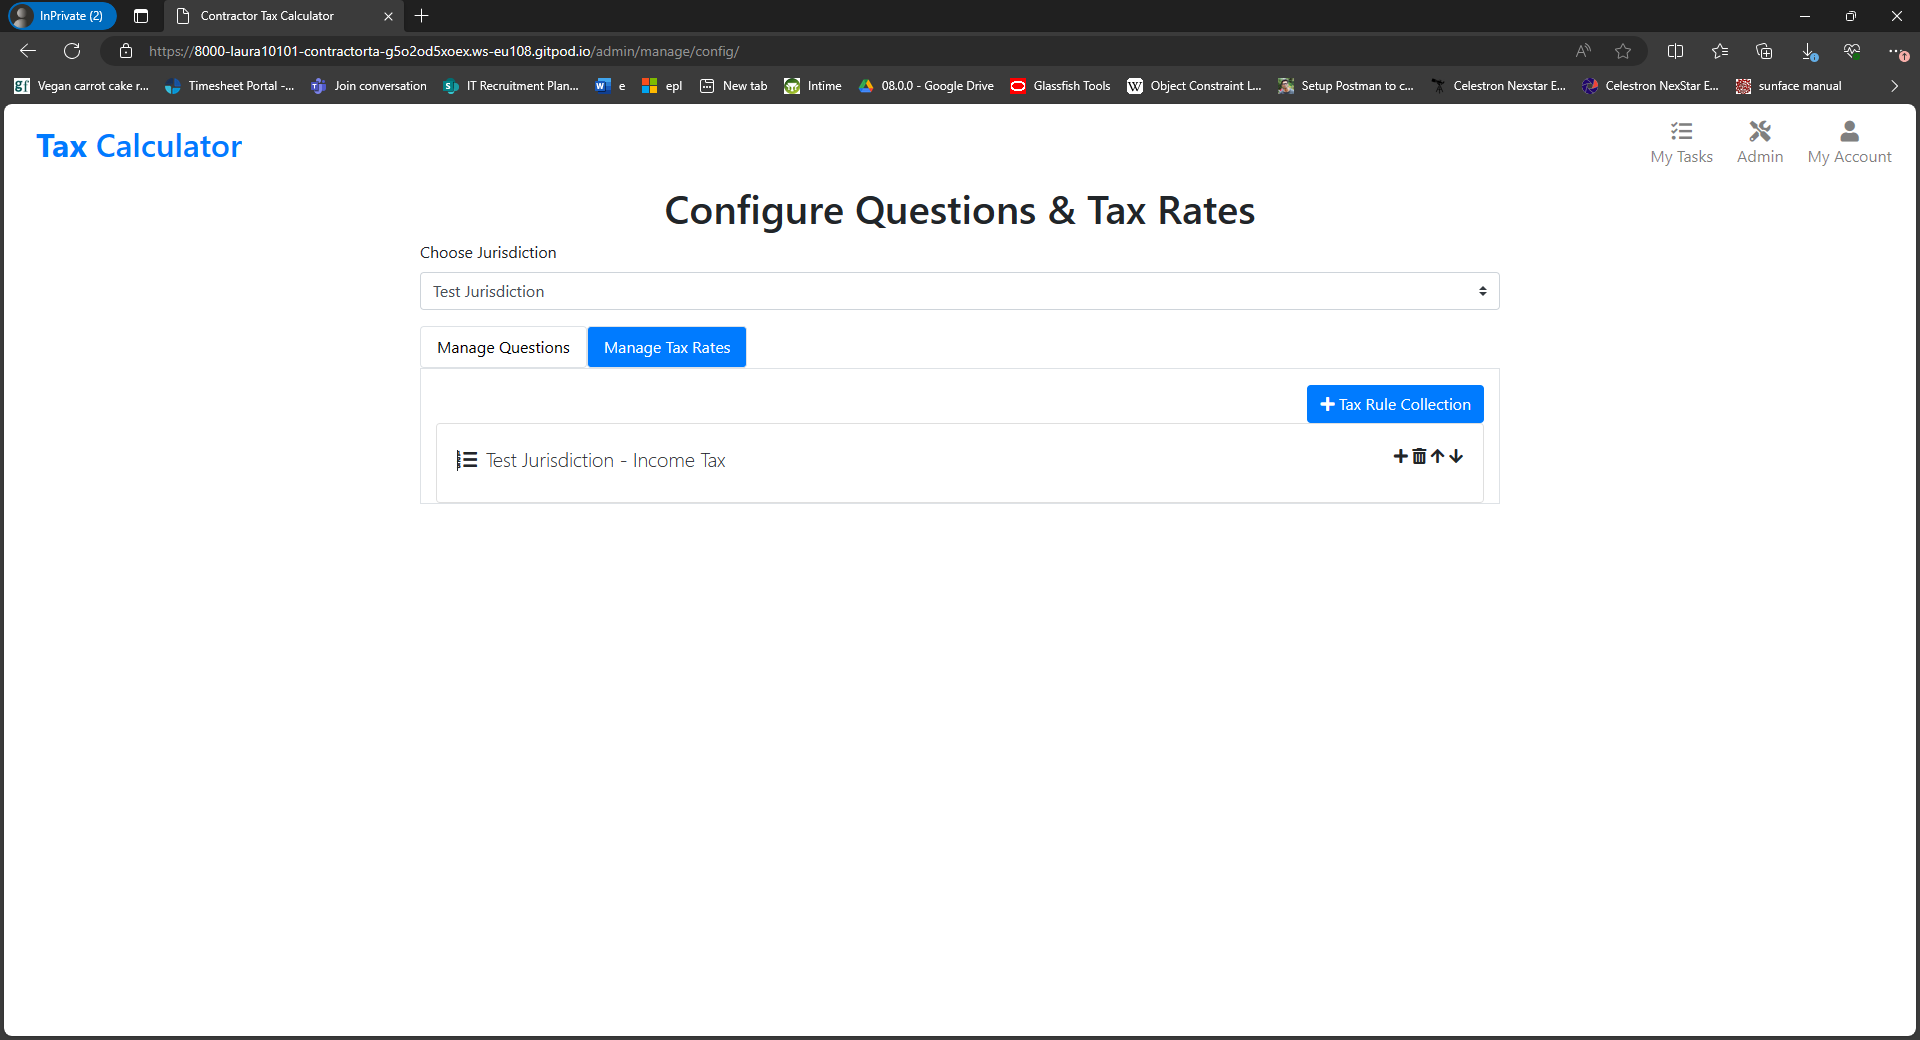 InPrivate (2)
Contractor Tax Calculator
https://8000-laura10101-contractorta-g5o2od5xoex.ws-eu108.gitpod.io/admin/manage/config/
Vegan carrot cake r... Timesheet Portal -... Join conversation IT Recruitment Plan... e epl New tab Intime 08.0.0 - Google Drive Glassfish Tools Object Constraint L... Setup Postman to c... Celestron Nexstar E... Celestron NexStar E... sunface manual
Tax Calculator
My Tasks Admin My Account
Configure Questions & Tax Rates
Choose Jurisdiction
Test Jurisdiction
Manage Questions Manage Tax Rates
Tax Rule Collection
Test Jurisdiction - Income Tax